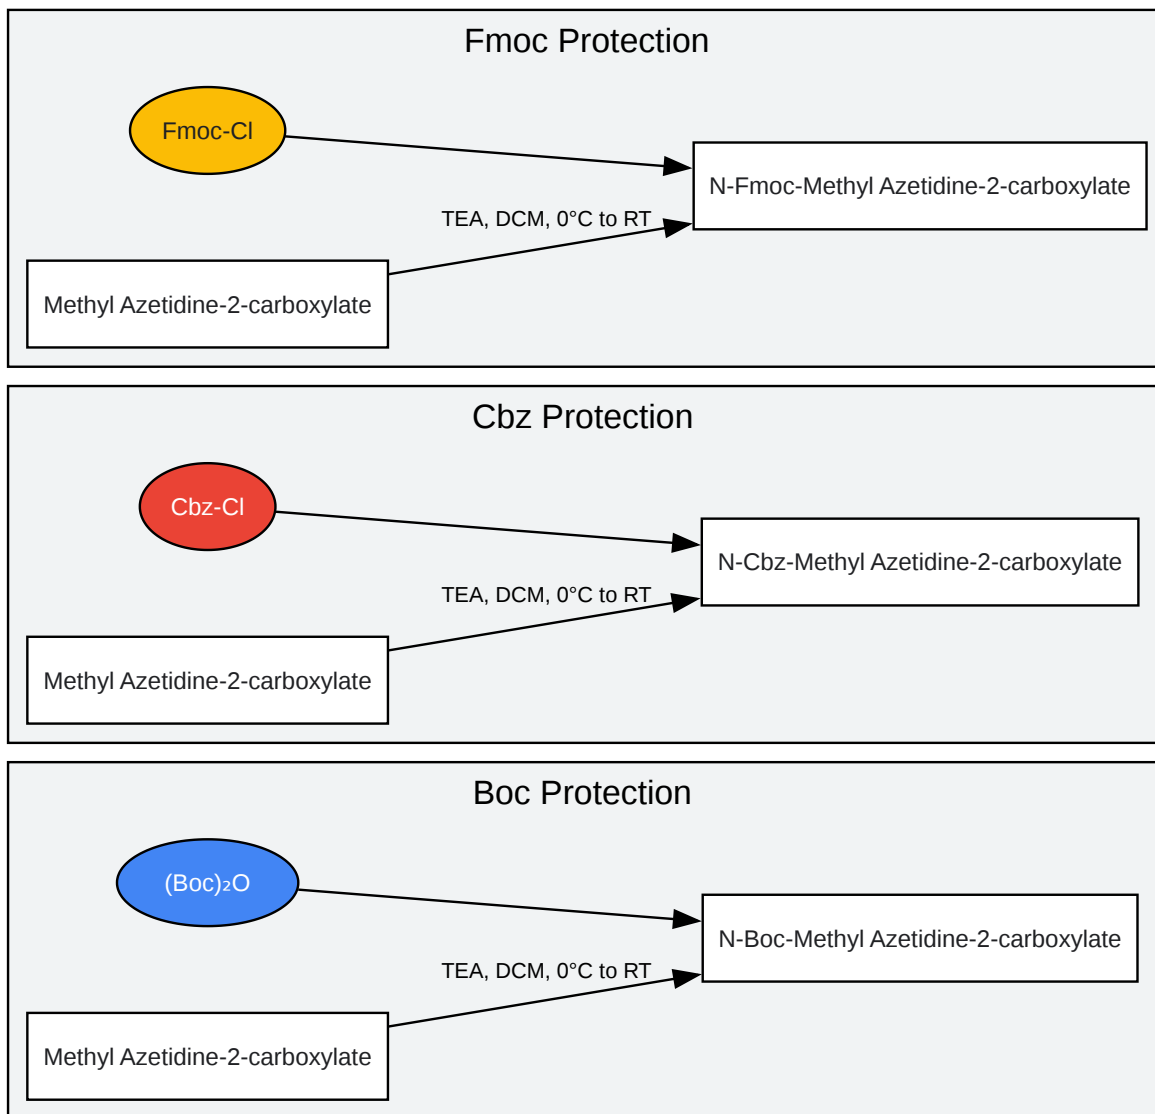 Fmoc Protection
Fmoc-Cl
N-Fmoc-Methyl Azetidine-2-carboxylate
TEA, DCM, 0°C to RT
Methyl Azetidine-2-carboxylate
Cbz Protection
Cbz-Cl
N-Cbz-Methyl Azetidine-2-carboxylate
TEA, DCM, 0°C to RT
Methyl Azetidine-2-carboxylate
Boc Protection
(Boc)₂O
N-Boc-Methyl Azetidine-2-carboxylate
TEA, DCM, 0°C to RT
Methyl Azetidine-2-carboxylate